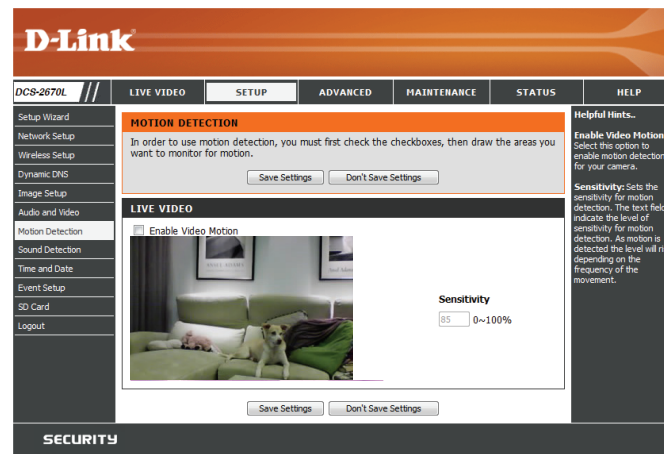 D-Link
DCS-2670L
LIVE VIDEO
SETUP
ADVANCED
MAINTENANCE
STATUS
HELP
Setup Wizard
Network Setup
Wireless Setup
Dynamic DNS
Image Setup
Audio and Video
Motion Detection
Sound Detection
Time and Date
Event Setup
SD Card
Logout
MOTION DETECTION
In order to use motion detection, you must first check the checkboxes, then draw the areas you
want to monitor for motion.
Save Settings
Don't Save Settings
LIVE VIDEO
Enable Video Motion
Sensitivity
85
0~100%
Save Settings
Don't Save Settings
Helpful Hints..
Enable Video Motion
Select this option to
enable motion detection
for your camera.
Sensitivity: Sets the
sensitivity for motion
detection. The text field
indicate the level of
sensitivity for motion
detection. As motion is
detected the level will ri
depending on the
frequency of the
movement.
SECURITY